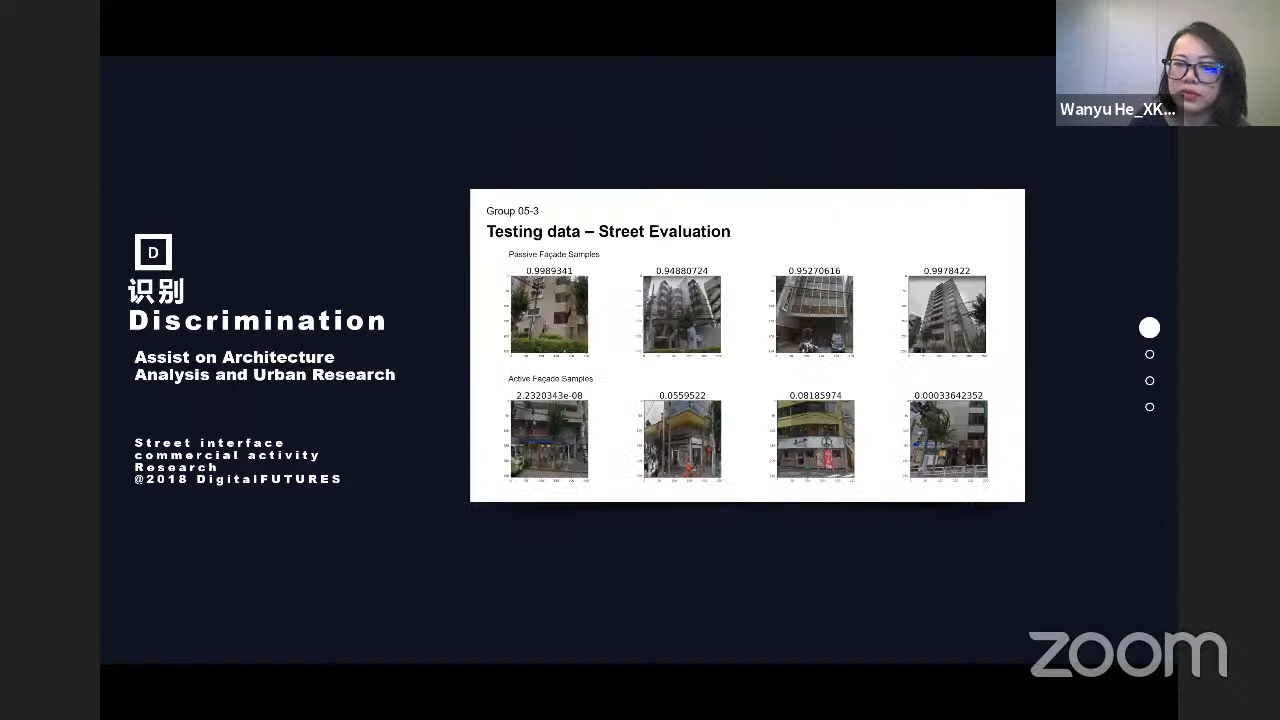 Wanyu He_XK...
D
识别
Discrimination
Assist on Architecture
Analysis and Urban Research
Street interface
commercial activity
Research
@2018 DigitalFUTURES
Group 05-3
Testing data – Street Evaluation
Passive Façade Samples
0.9989341 0.94880724 0.95270616 0.9978422
Active Façade Samples
2.2320343e-08 0.0559522 0.08185974 0.00033642352
zoom